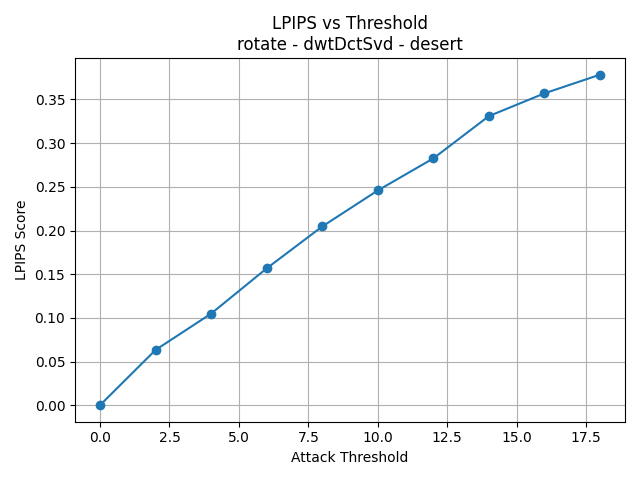 LPIPS vs Threshold
rotate - dwtDctSvd - desert
LPIPS Score
0.35
0.30
0.25
0.20
0.15
0.10
0.05
0.00
0.0 2.5 5.0 7.5 10.0 12.5 15.0 17.5
Attack Threshold